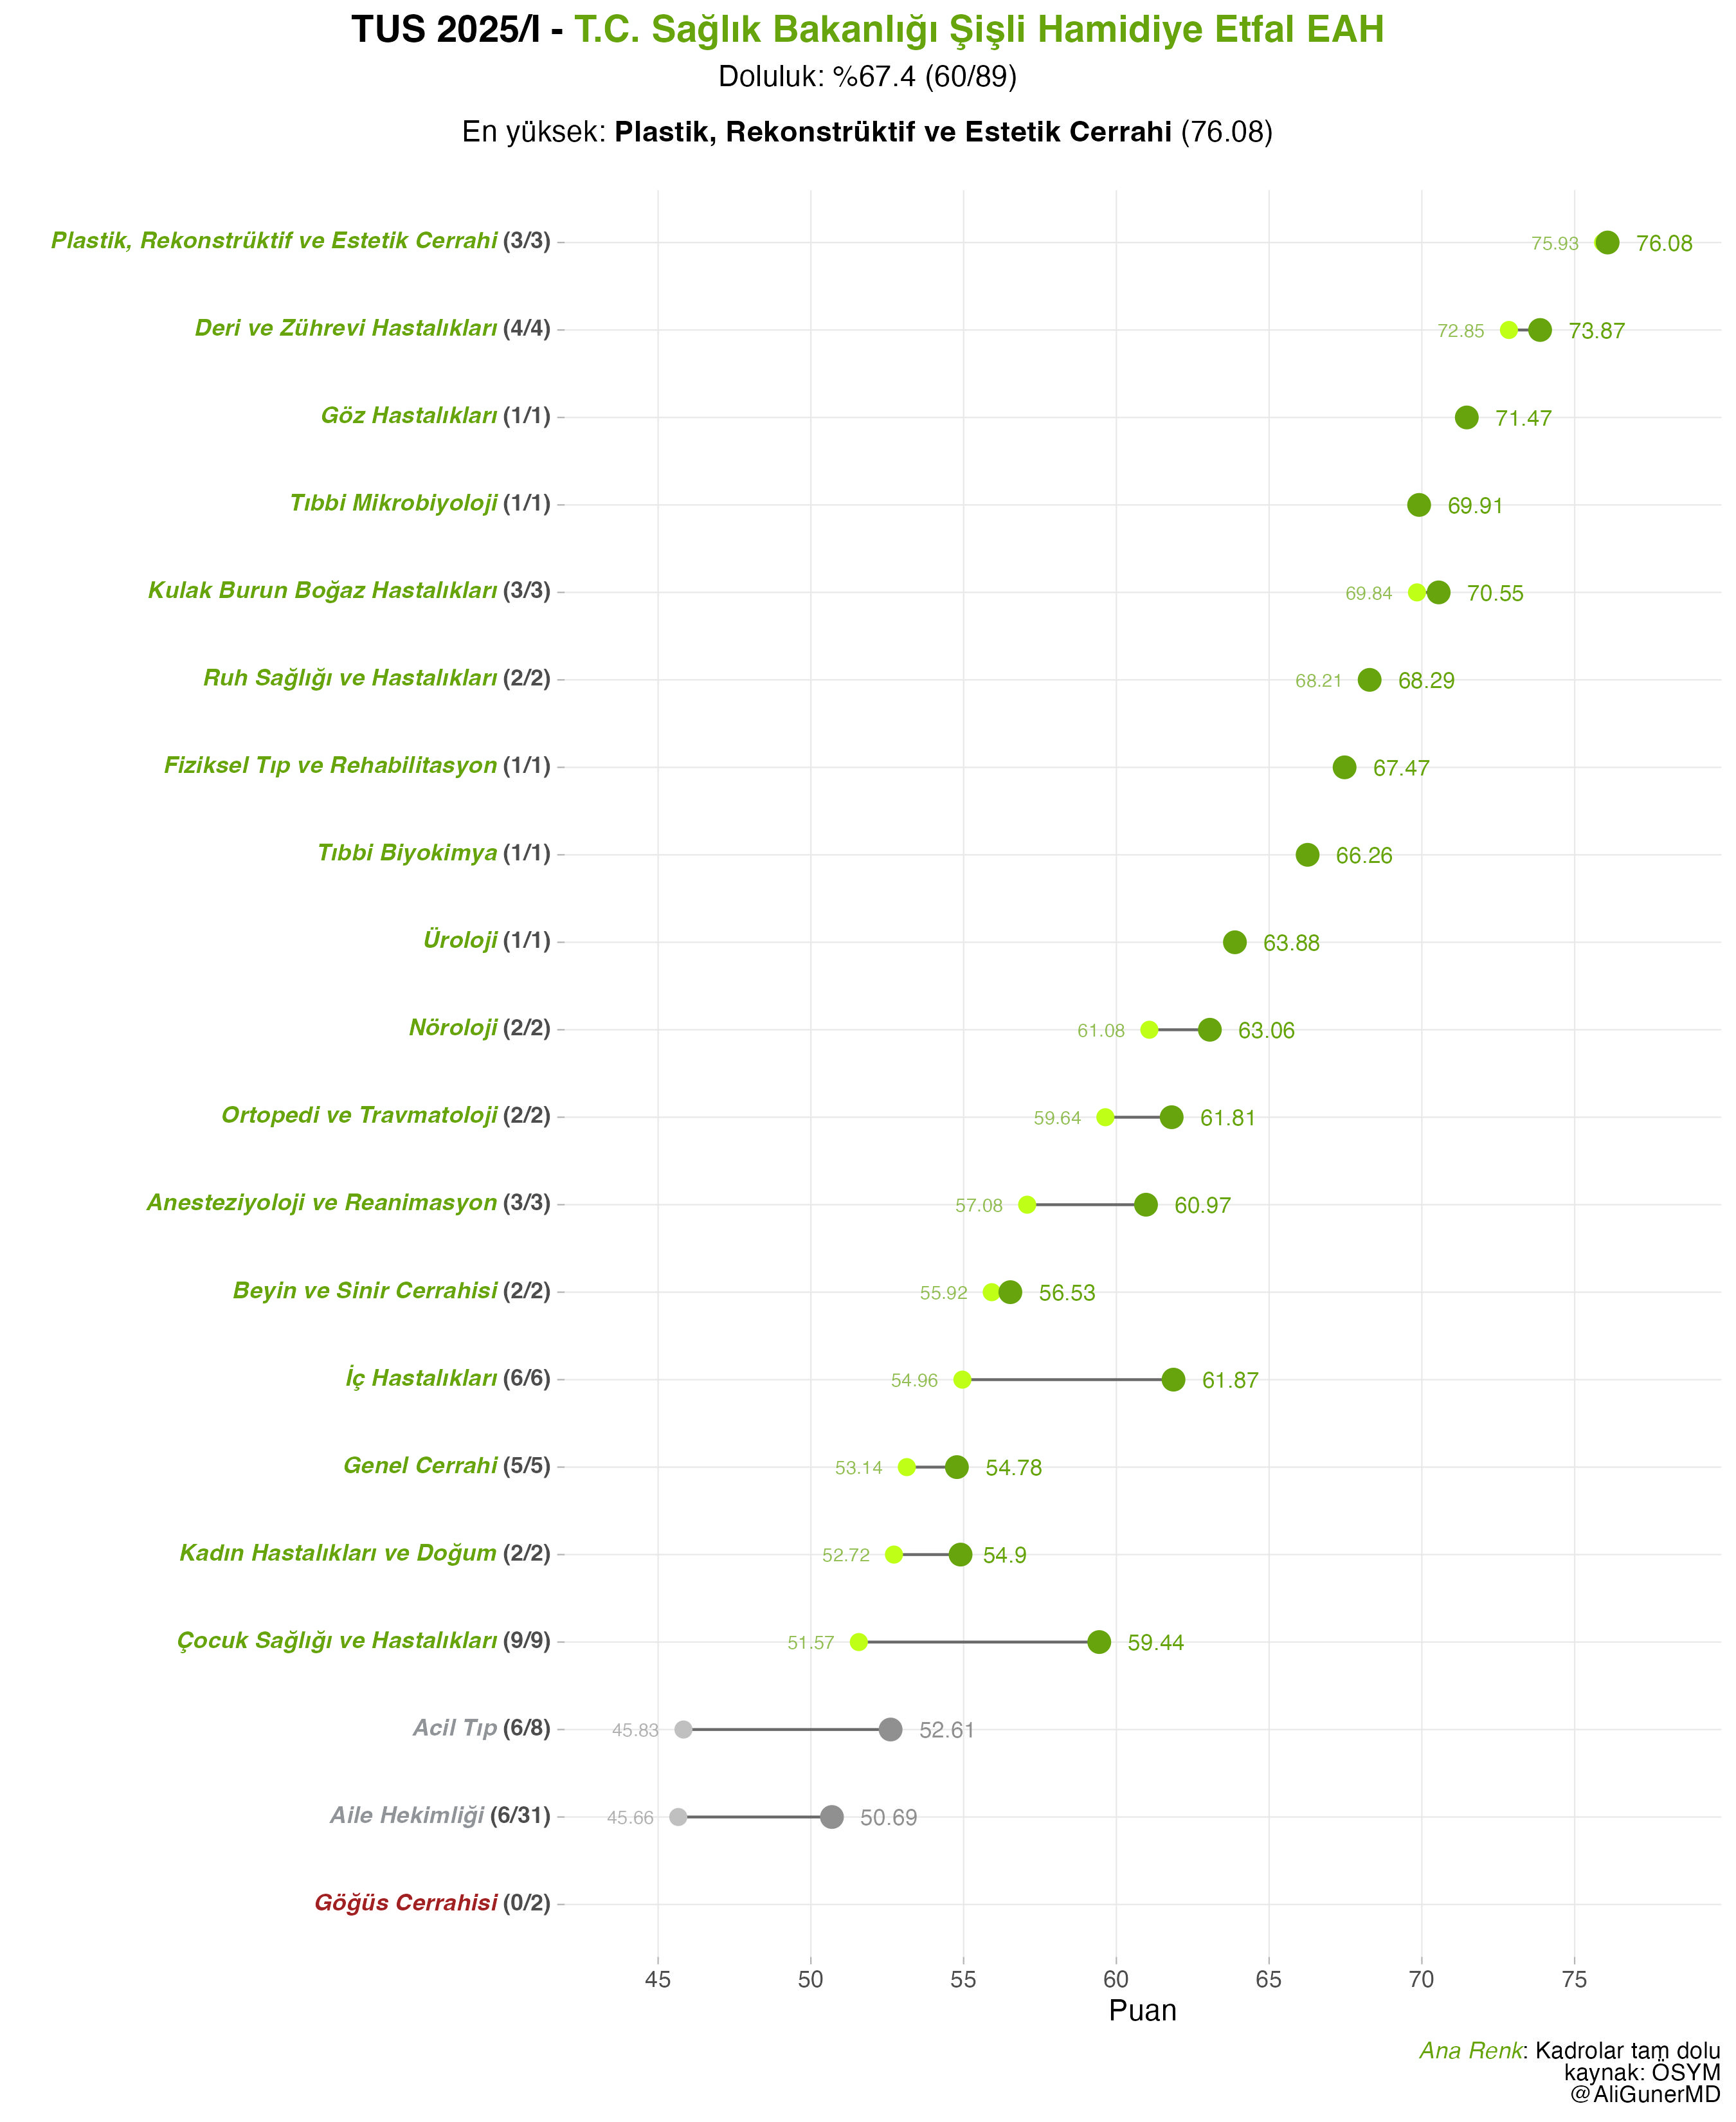 TUS 2025/I - T.C. Sağlık Bakanlığı Şişli Hamidiye Etfal EAH
Doluluk: %67.4 (60/89)
En yüksek: Plastik, Rekonstrüktif ve Estetik Cerrahi (76.08)
Plastik, Rekonstrüktif ve Estetik Cerrahi (3/3) 75.93 76.08
Deri ve Zührevi Hastalıkları (4/4) 72.85 73.87
Göz Hastalıkları (1/1) 71.47
Tıbbi Mikrobiyoloji (1/1) 69.91
Kulak Burun Boğaz Hastalıkları (3/3) 69.84 70.55
Ruh Sağlığı ve Hastalıkları (2/2) 68.21 68.29
Fiziksel Tıp ve Rehabilitasyon (1/1) 67.47
Tıbbi Biyokimya (1/1) 66.26
Üroloji (1/1) 63.88
Nöroloji (2/2) 61.08 63.06
Ortopedi ve Travmatoloji (2/2) 59.64 61.81
Anesteziyoloji ve Reanimasyon (3/3) 57.08 60.97
Beyin ve Sinir Cerrahisi (2/2) 55.92 56.53
İç Hastalıkları (6/6) 54.96 61.87
Genel Cerrahi (5/5) 53.14 54.78
Kadın Hastalıkları ve Doğum (2/2) 52.72 54.9
Çocuk Sağlığı ve Hastalıkları (9/9) 51.57 59.44
Acil Tıp (6/8) 45.83 52.61
Aile Hekimliği (6/31) 45.66 50.69
Göğüs Cerrahisi (0/2)
45 50 55 60 65 70 75
Puan
Ana Renk: Kadrolar tam dolu
kaynak: ÖSYM
@AliGunerMD